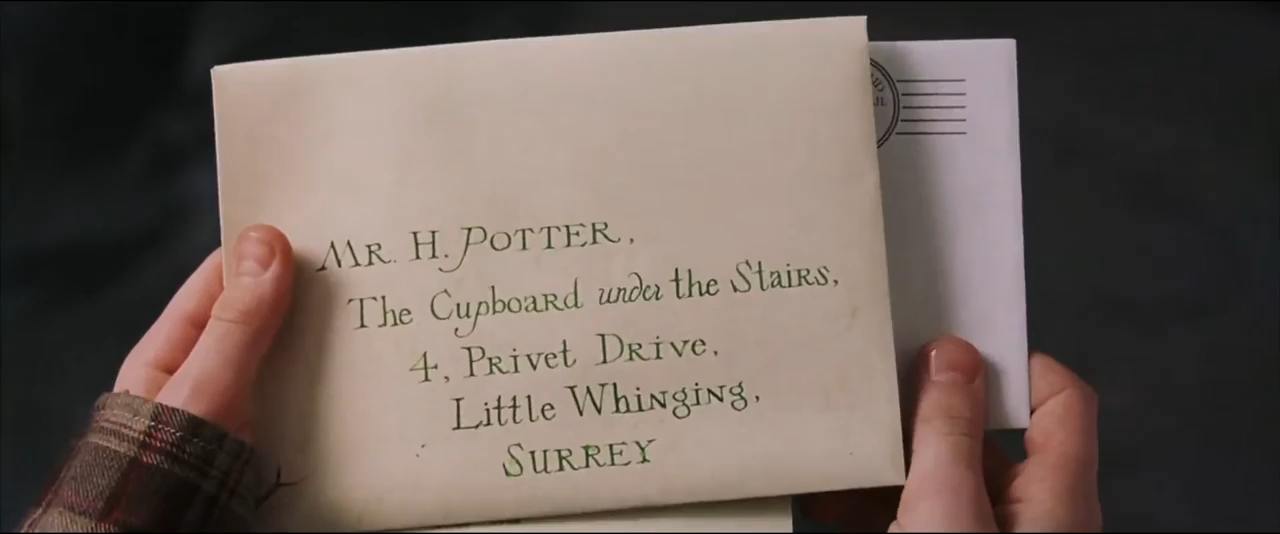 Mr. H. Potter,
The Cupboard under the Stairs,
4, Privet Drive,
Little Whinging,
Surrey